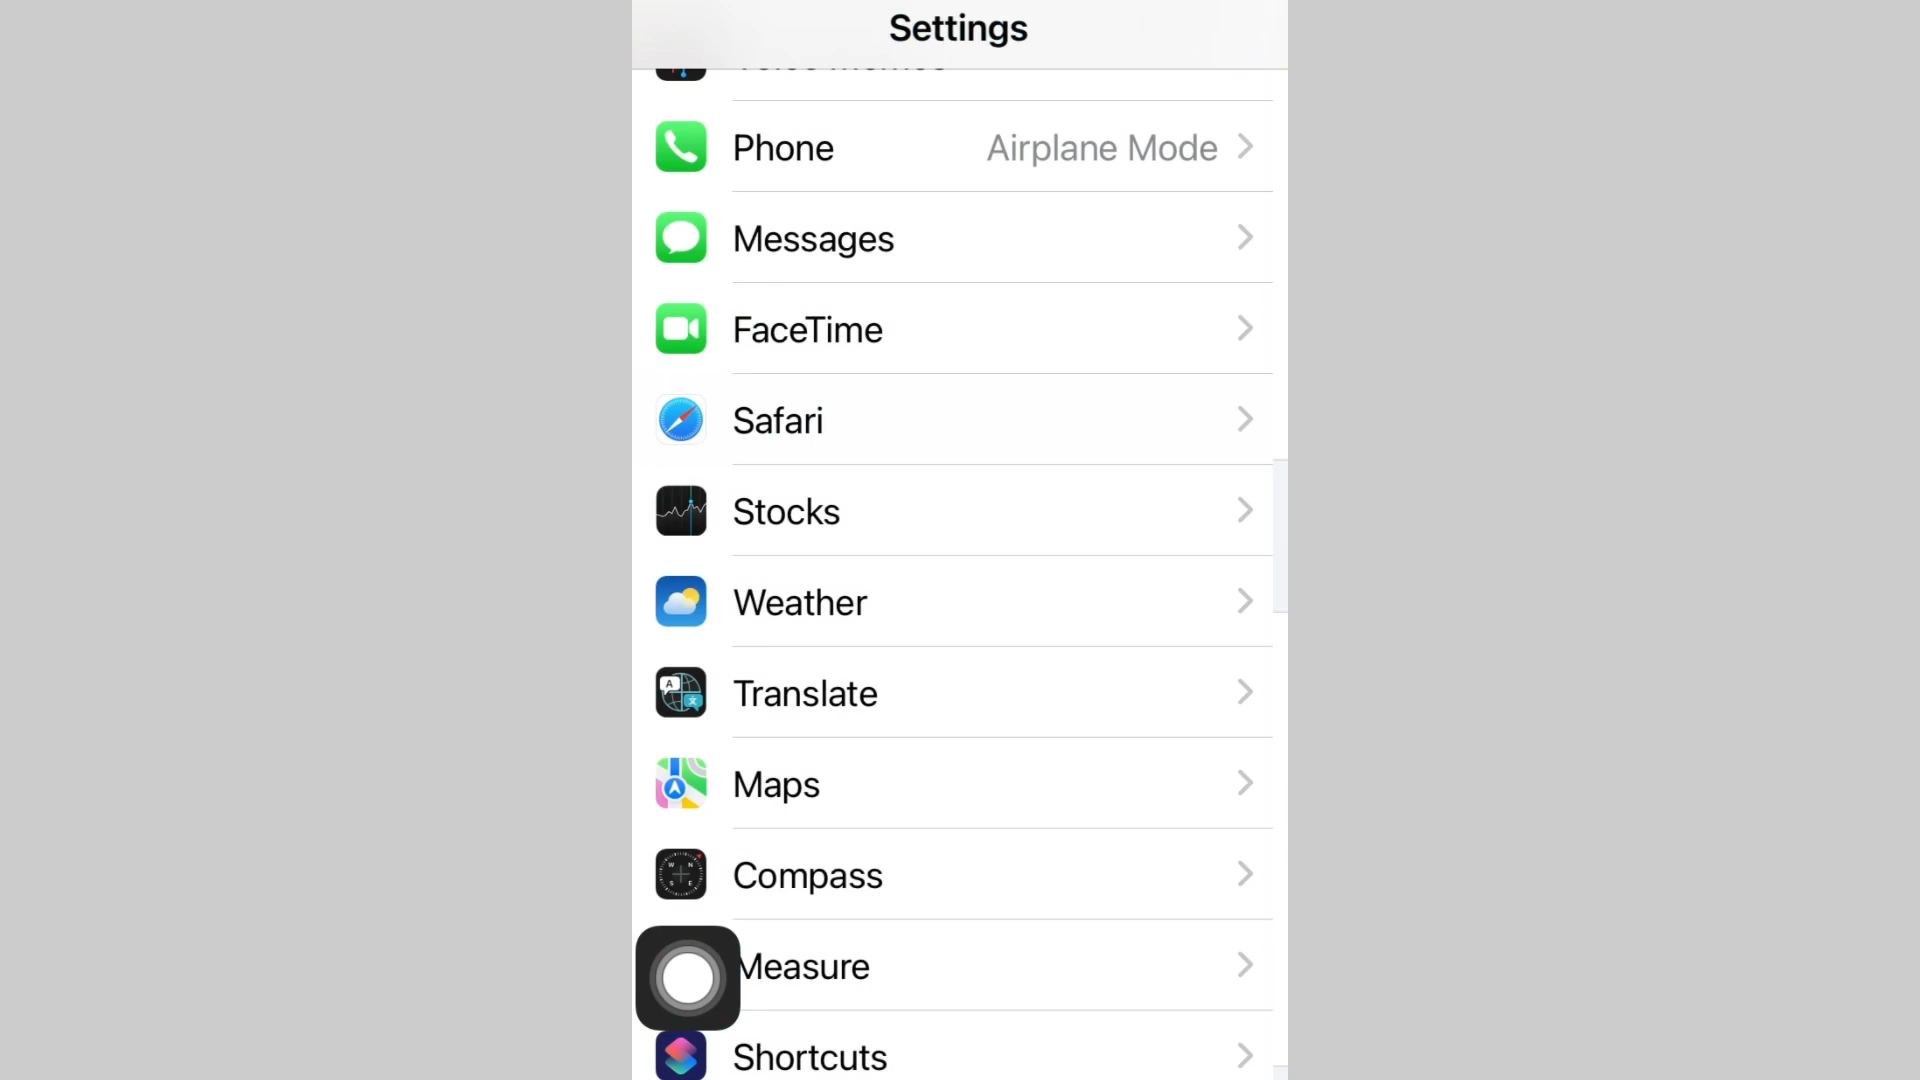 Settings
Phone Airplane Mode
Messages
FaceTime
Safari
Stocks
Weather
Translate
Maps
Compass
Measure
Shortcuts